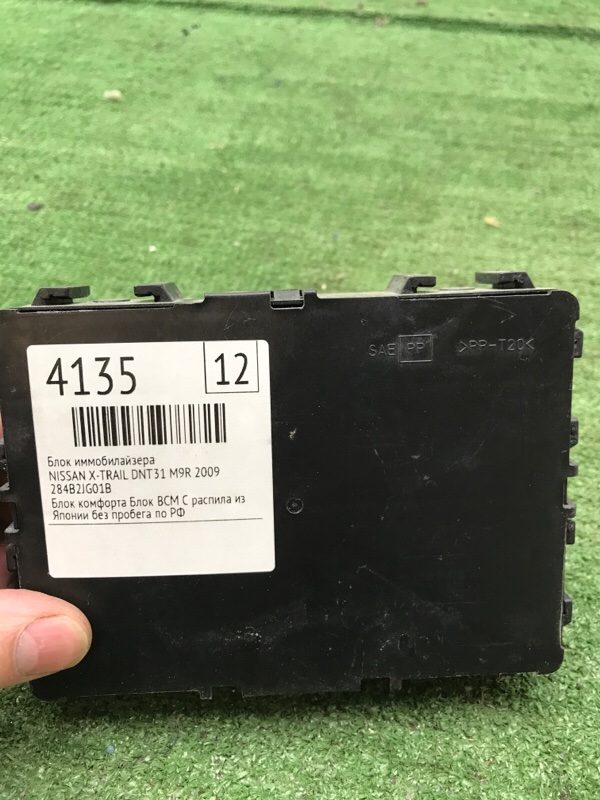 4135
12
Блок иммобилайзера
NISSAN X-TRAIL DNT31 M9R 2009
284B2JG01B
Блок комфорта Блок BCM С распила из
Японии без пробега по РФ
SAE PP >PP-T20<